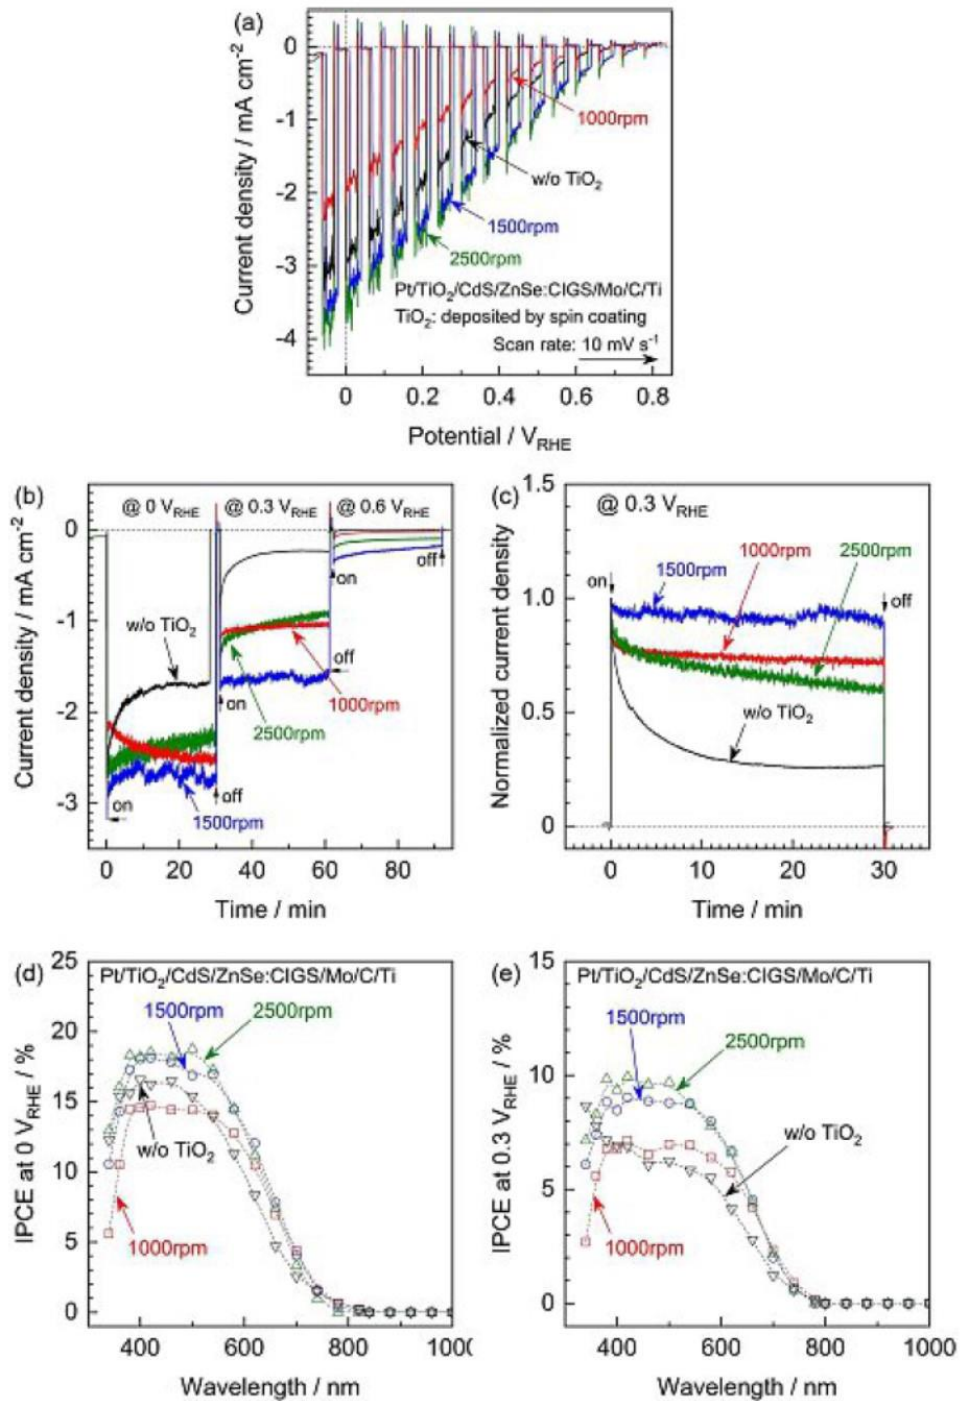 (a)
0
-1
-2
-3
-4
Current density / mA cm-2
1000rpm
w/o TiO2
1500rpm
2500rpm
Pt/TiO2/CdS/ZnSe:CIGS/Mo/C/Ti
TiO2: deposited by spin coating
Scan rate: 10 mV s-1
0 0.2 0.4 0.6 0.8
Potential / VRHE
(b)
@ 0 VRHE @ 0.3 VRHE @ 0.6 VRHE
0
-1
-2
-3
Current density / mA cm-2
on
off
w/o TiO2
off
1000rpm
on
2500rpm
on
off
1500rpm
0 20 40 60 80
Time / min
(c)
1.5
1.0
0.5
0
Normalized current density
@ 0.3 VRHE
1000rpm
2500rpm
1500rpm
on
off
w/o TiO2
0 10 20 30
Time / min
(d)
25
20
15
10
5
0
IPCE at 0 VRHE / %
Pt/TiO2/CdS/ZnSe:CIGS/Mo/C/Ti
1500rpm
2500rpm
w/o TiO2
1000rpm
400 600 800 1000
Wavelength / nm
(e)
15
10
5
0
IPCE at 0.3 VRHE / %
Pt/TiO2/CdS/ZnSe:CIGS/Mo/C/Ti
1500rpm
2500rpm
w/o TiO2
1000rpm
400 600 800 1000
Wavelength / nm